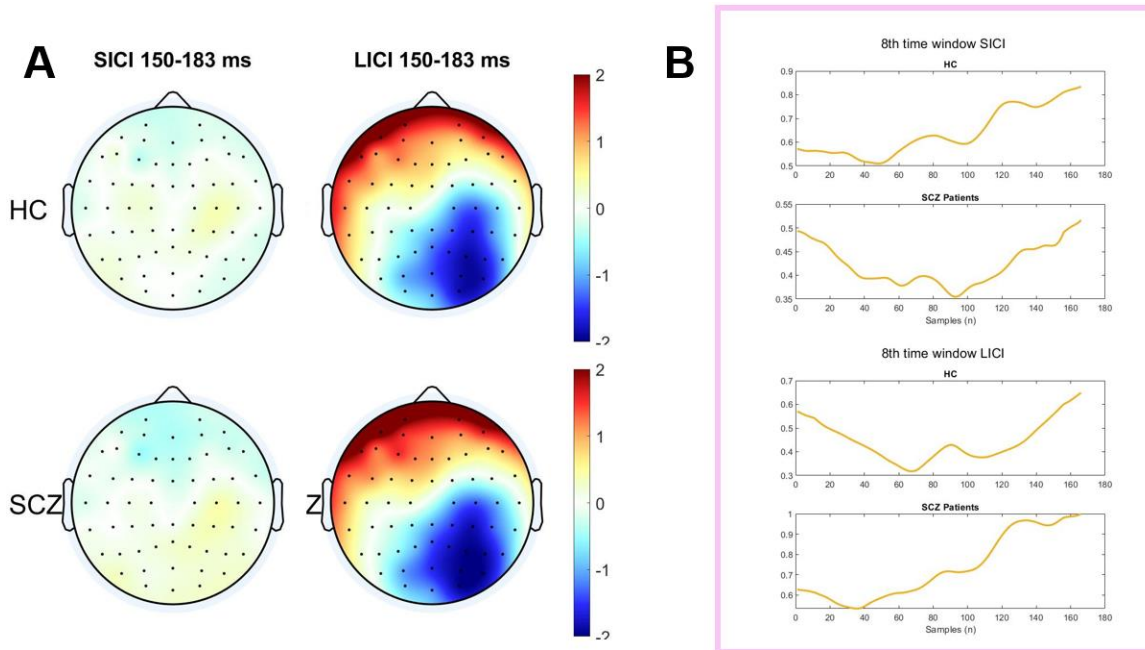 A
SICI 150-183 ms
LICI 150-183 ms
HC
2
1
0
-1
-2
SCZ
Z
2
1
0
-1
-2
B
8th time window SICI
HC
0.9
0.8
0.7
0.6
0.5
0 20 40 60 80 100 120 140 160 180
SCZ Patients
0.55
0.5
0.45
0.4
0.35
0 20 40 60 80 100 120 140 160 180
Samples (n)
8th time window LICI
HC
0.7
0.6
0.5
0.4
0.3
0 20 40 60 80 100 120 140 160 180
SCZ Patients
1
0.9
0.8
0.7
0.6
0 20 40 60 80 100 120 140 160 180
Samples (n)